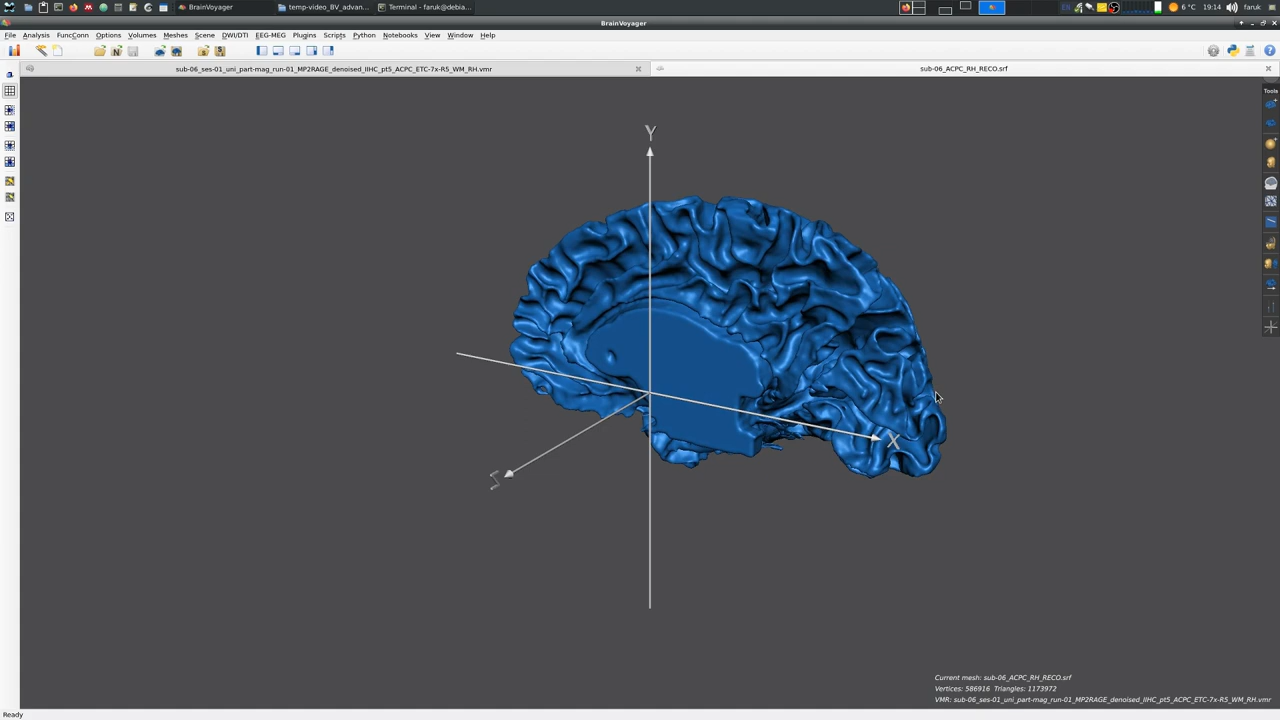 BrainVoyager
temp-video_BV_advan...
Terminal - faruk@debia...
EN
6 °C
19:14
faruk
BrainVoyager
File Analysis FuncConn Options Volumes Meshes Scene DWI/DTI EEG-MEG Plugins Scripts Python Notebooks View Window Help
sub-06_ses-01_uni_part-mag_run-01_MP2RAGE_denoised_IIHC_pt5_ACPC_ETC-7x-R5_WM_RH.vmr
sub-06_ACPC_RH_RECO.srf
Tools
Y
X
Z
Current mesh: sub-06_ACPC_RH_RECO.srf
Vertices: 586916 Triangles: 1173972
VMR: sub-06_ses-01_uni_part-mag_run-01_MP2RAGE_denoised_IIHC_pt5_ACPC_ETC-7x-R5_WM_RH.vmr
Ready